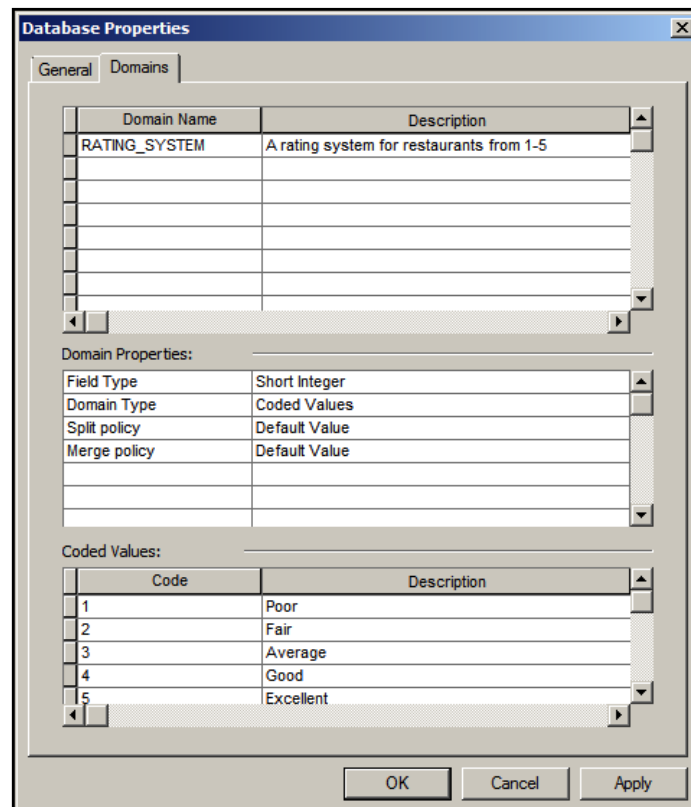 Database Properties
General Domains
Domain Name Description
RATING_SYSTEM A rating system for restaurants from 1-5
Domain Properties:
Field Type Short Integer
Domain Type Coded Values
Split policy Default Value
Merge policy Default Value
Coded Values:
Code Description
1 Poor
2 Fair
3 Average
4 Good
5 Excellent
OK Cancel Apply